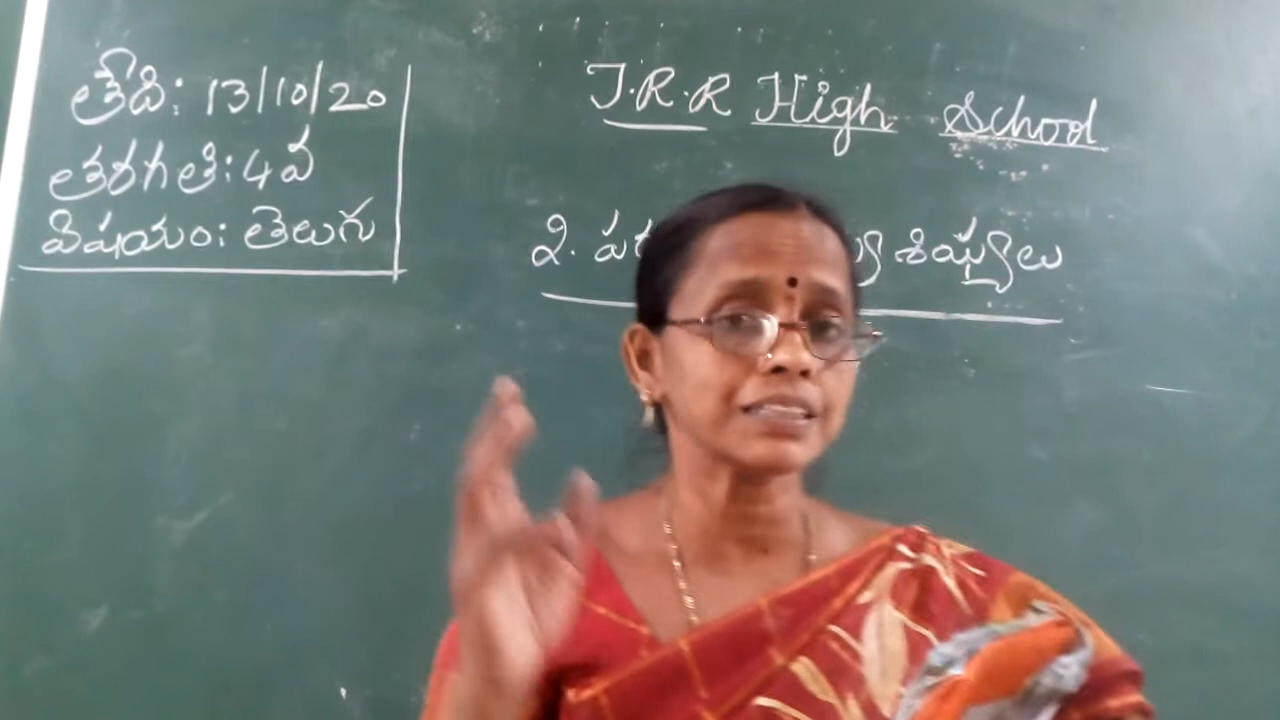 తేది: 13/10/20
తరగతి: 4వ
విషయం: తెలుగు
J.R.R High School
2. శిష్యులు